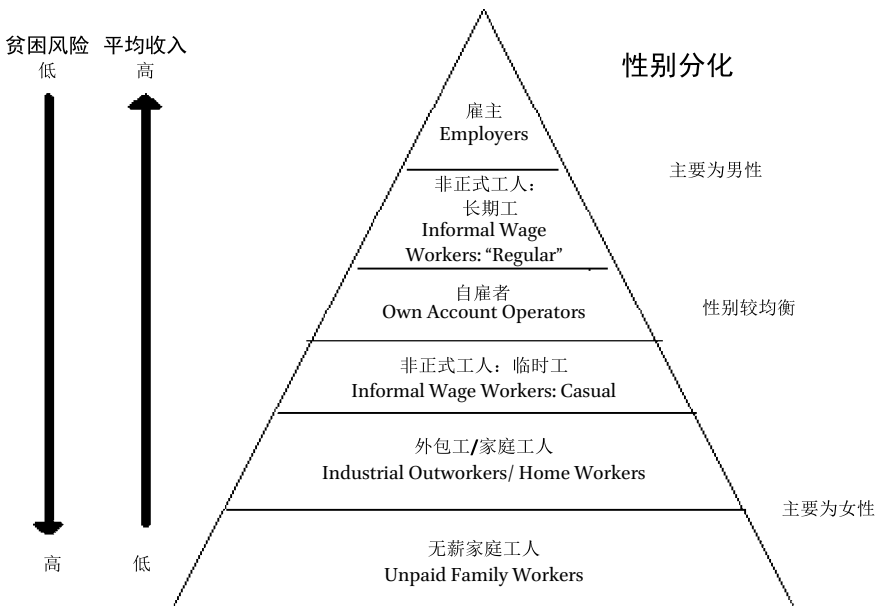 贫困风险 平均收入
低 高
性别分化
雇主
Employers
主要为男性
非正式工人：
长期工
Informal Wage
Workers: “Regular”
自雇者
Own Account Operators
性别较均衡
非正式工人：临时工
Informal Wage Workers: Casual
外包工/家庭工人
Industrial Outworkers/ Home Workers
主要为女性
无薪家庭工人
Unpaid Family Workers
高 低